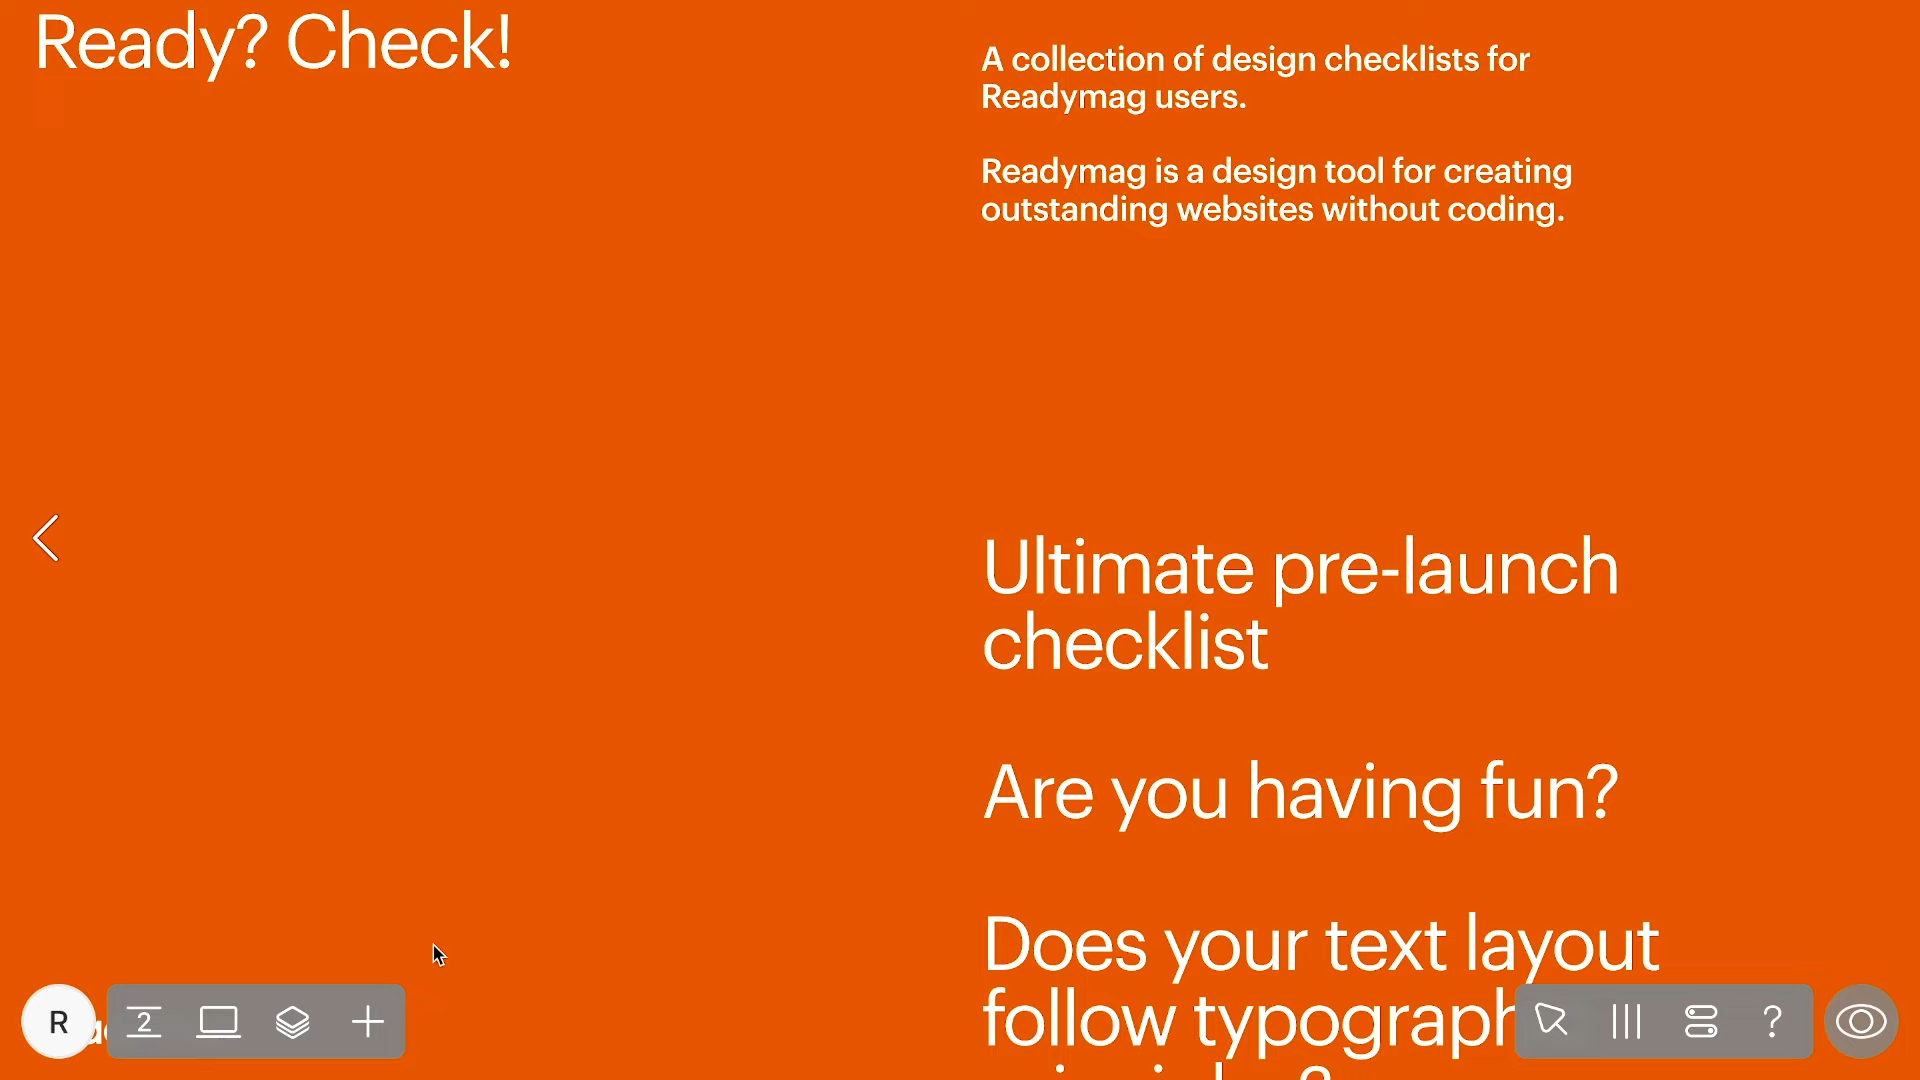 Ready? Check!
A collection of design checklists for
Readymag users.
Readymag is a design tool for creating
outstanding websites without coding.
Ultimate pre-launch
checklist
Are you having fun?
Does your text layout
follow
R
2
?